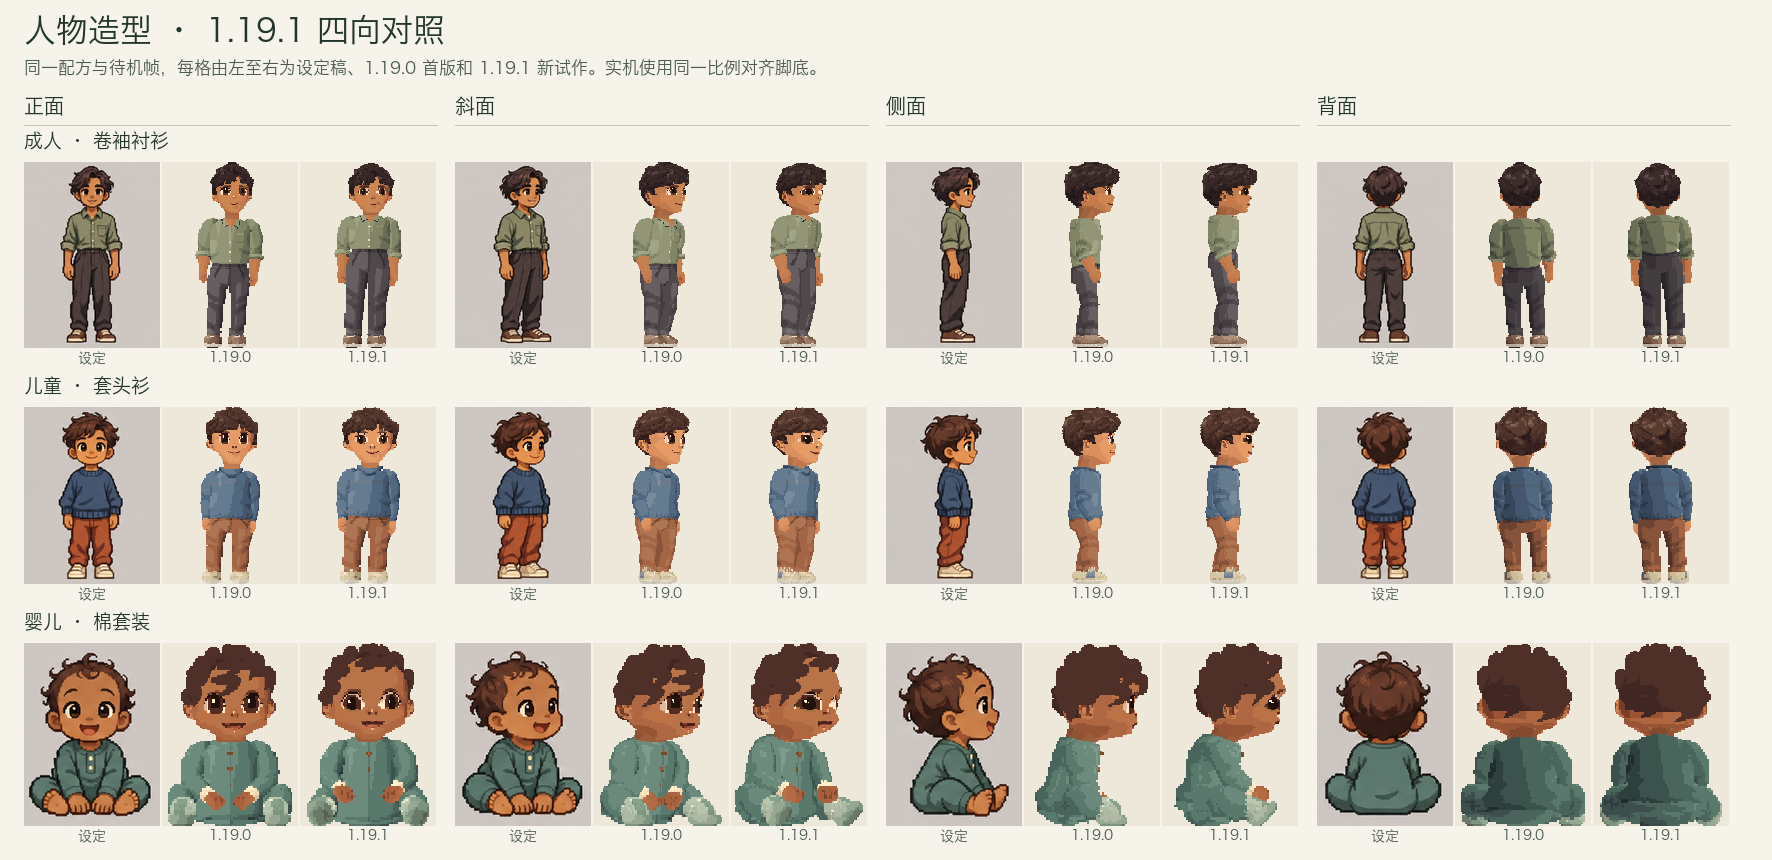 人物造型 · 1.19.1 四向对照
同一配方与待机帧，每格由左至右为设定稿、1.19.0 首版和 1.19.1 新试作。实机使用同一比例对齐脚底。
正面 斜面 侧面 背面
成人 · 卷袖衬衫
设定 1.19.0 1.19.1 设定 1.19.0 1.19.1 设定 1.19.0 1.19.1 设定 1.19.0 1.19.1
儿童 · 套头衫
设定 1.19.0 1.19.1 设定 1.19.0 1.19.1 设定 1.19.0 1.19.1 设定 1.19.0 1.19.1
婴儿 · 棉套装
设定 1.19.0 1.19.1 设定 1.19.0 1.19.1 设定 1.19.0 1.19.1 设定 1.19.0 1.19.1